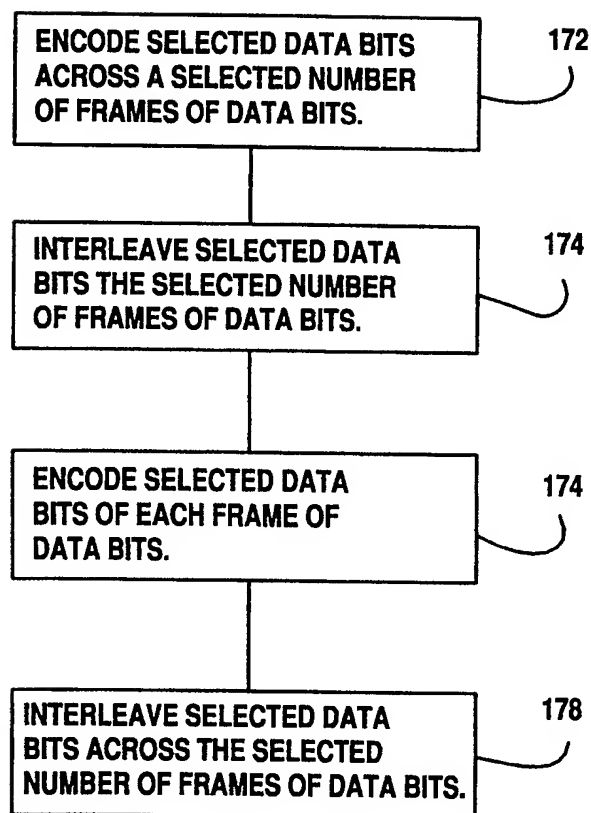 ENCODE SELECTED DATA BITS
ACROSS A SELECTED NUMBER
OF FRAMES OF DATA BITS.
172
INTERLEAVE SELECTED DATA
BITS THE SELECTED NUMBER
OF FRAMES OF DATA BITS.
174
ENCODE SELECTED DATA
BITS OF EACH FRAME OF
DATA BITS.
174
INTERLEAVE SELECTED DATA
BITS ACROSS THE SELECTED
NUMBER OF FRAMES OF DATA BITS.
178